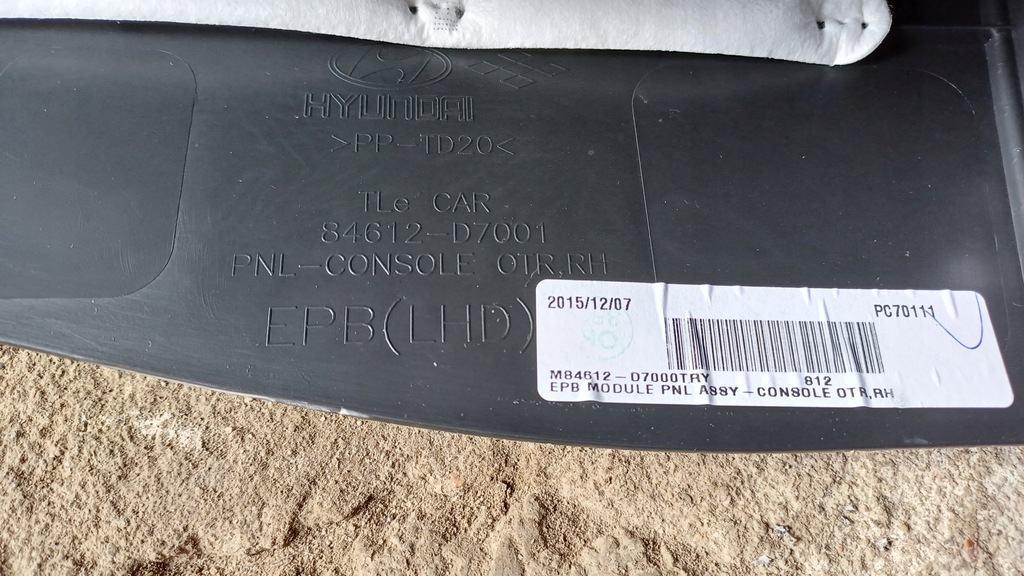 HYUNDAI
>PP-TD20<
TLe CAR
84612-D7001
PNL-CONSOLE OTR,RH
EPB(LHD)
2015/12/07 PC70111
OK
M84612-D7000TRY 812
EPB MODULE PNL ASSY-CONSOLE OTR,RH